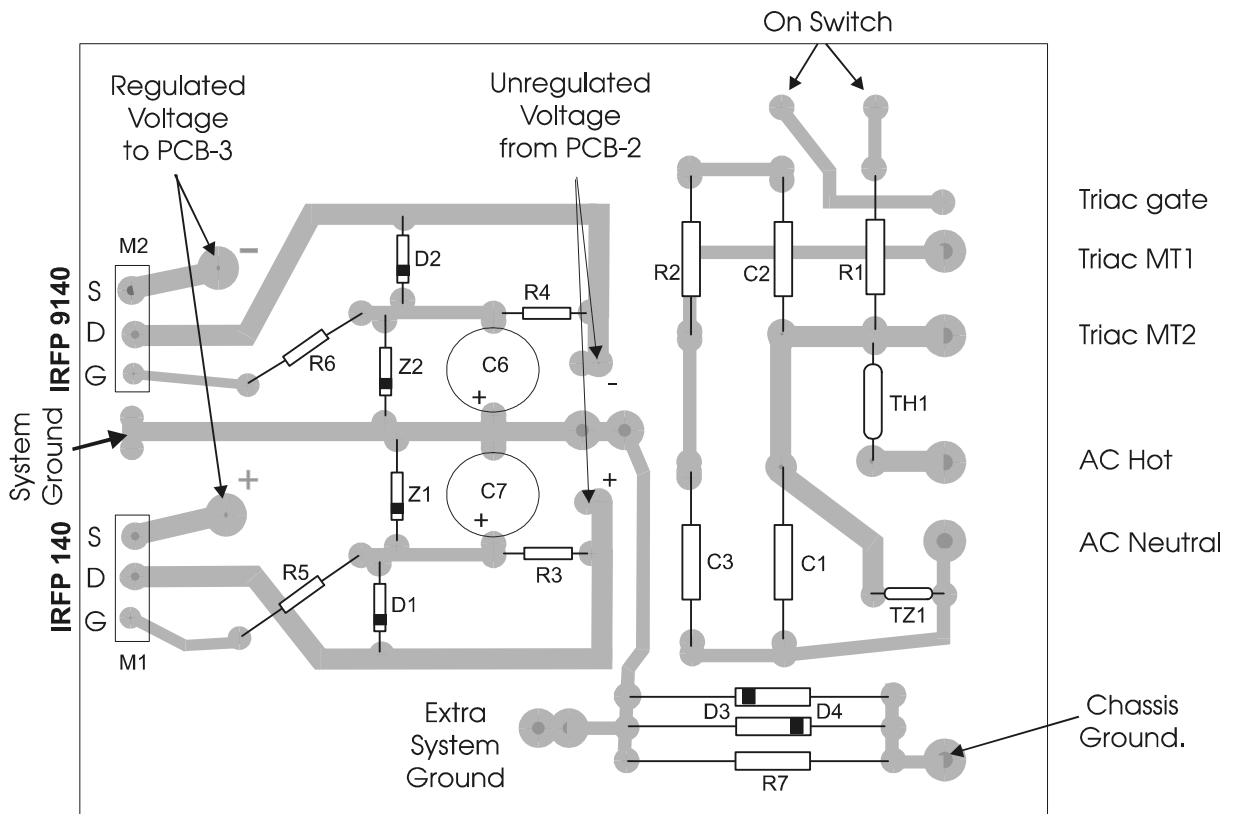 On Switch
Regulated
Voltage
to PCB-3
Unregulated
Voltage
from PCB-2
Triac gate
Triac MT1
Triac MT2
AC Hot
AC Neutral
M2
−
D2
S
D
G
IRFP 9140
R4
R6
Z2
C6
+
-
R2
C2
R1
TH1
System
Ground
+
Z1
C7
+
+
S
D
G
IRFP 140
M1
R5
R3
D1
C3
C1
TZ1
Extra
System
Ground
D3
D4
R7
Chassis
Ground.